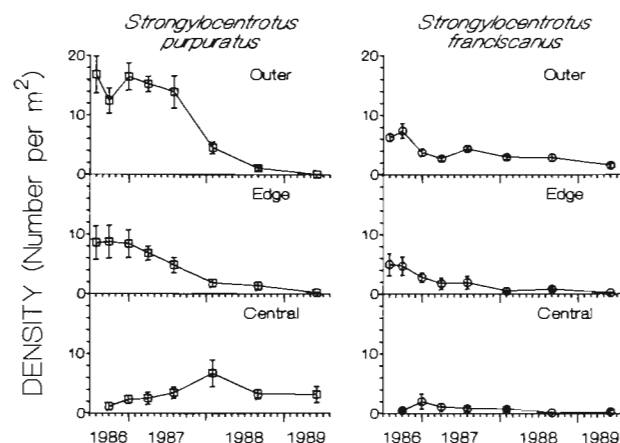 Strongylocentrotus purpuratus
Strongylocentrotus franciscanus
DENSITY (Number per m²)
20
Outer
10
0
Edge
10
0
Central
10
0
1986 1987 1988 1989
20
Outer
10
0
Edge
10
0
Central
10
0
1986 1987 1988 1989